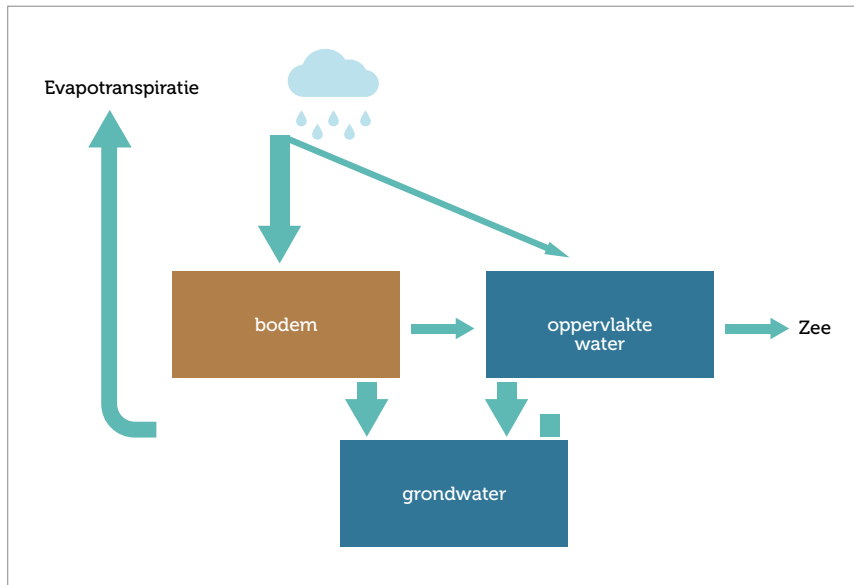 Evapotranspiratie
bodem
oppervlakte
water
Zee
grondwater